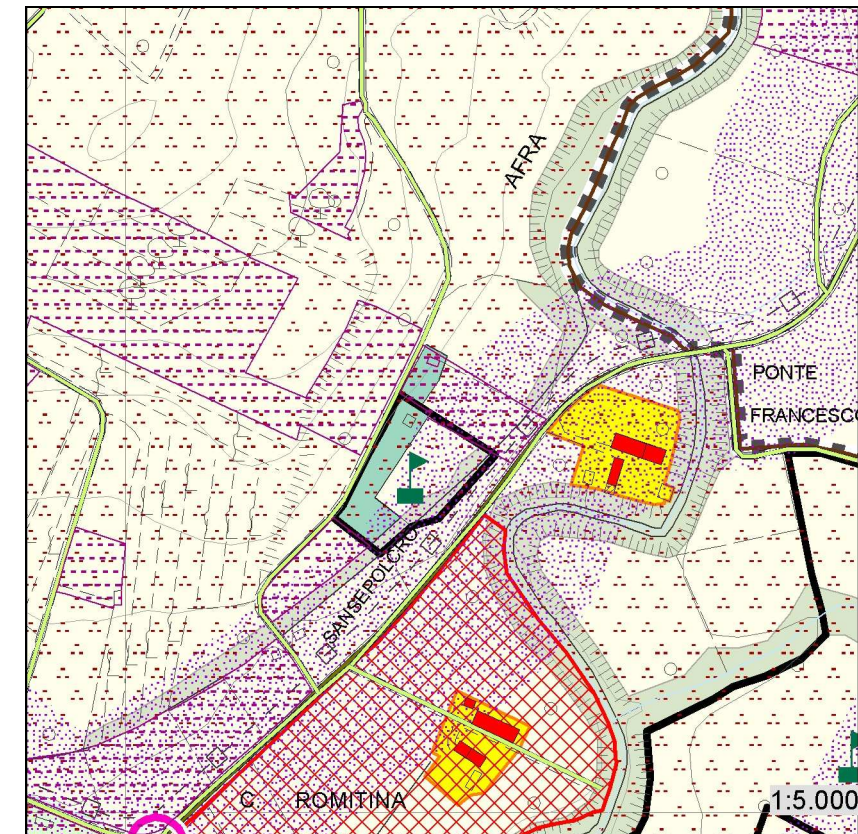 AFRA
PONTE
FRANCESCO
SANSEPOLCRO
C ROMITINA
1:5.000